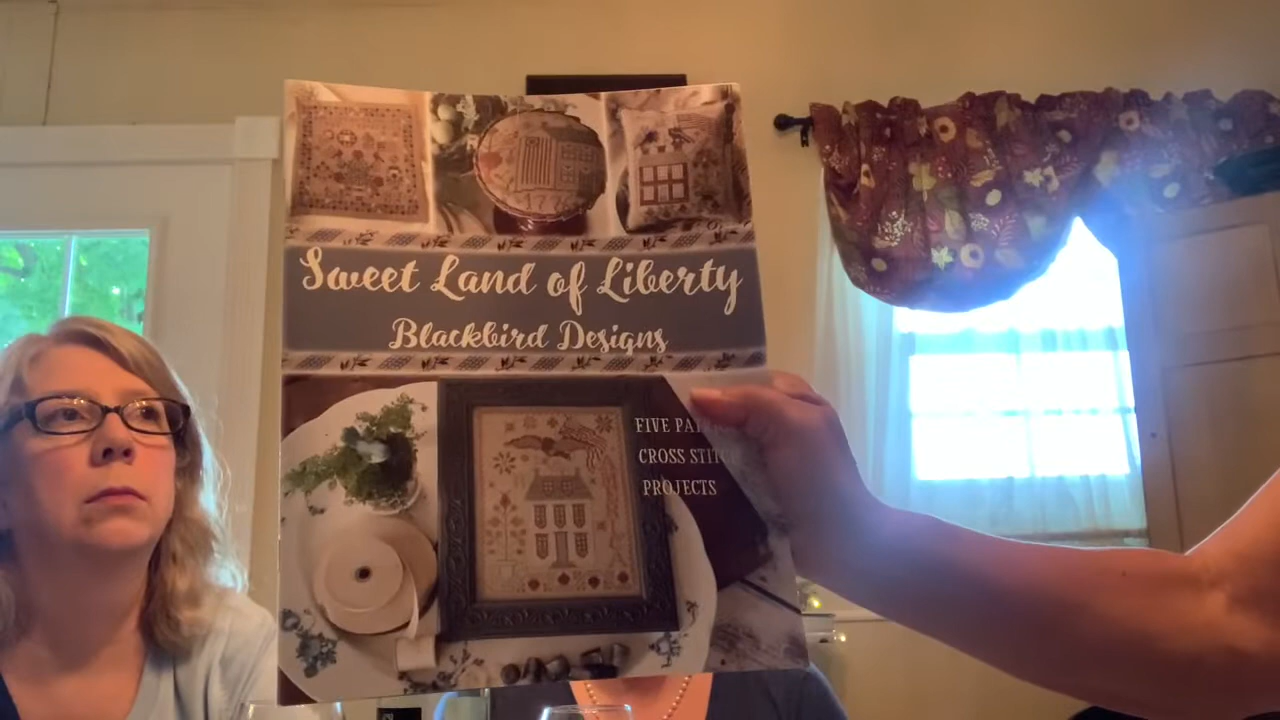 Sweet Land of Liberty
Blackbird Designs
FIVE
CROSS
PROJECTS